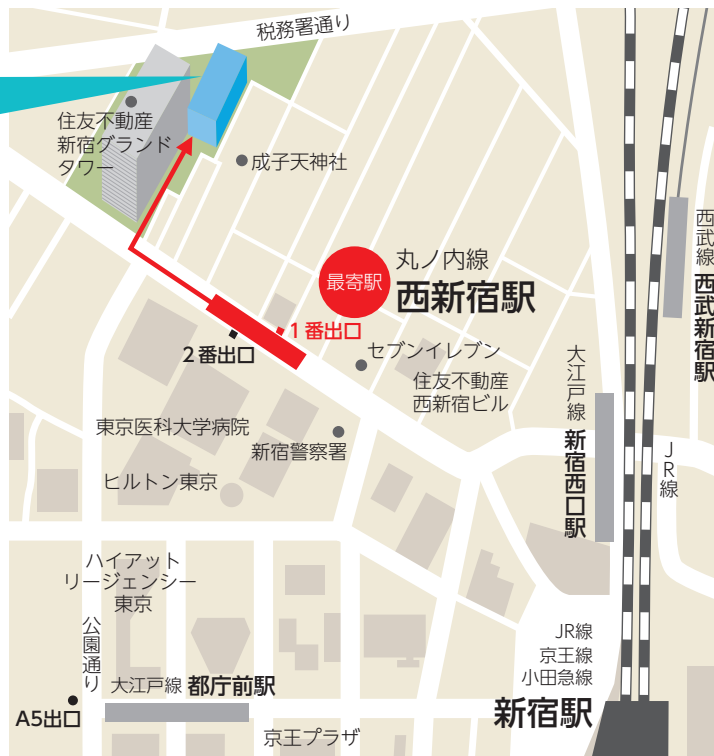 税務署通り
住友不動産
新宿グランド
タワー
成子天神社
最寄駅
丸ノ内線
西新宿駅
1番出口
2番出口
セブンイレブン
住友不動産
西新宿ビル
東京医科大学病院
新宿警察署
ヒルトン東京
大江戸線 新宿西口駅
西武線 西武新宿駅
JR線
ハイアット
リージェンシー
東京
公園通り
大江戸線 都庁前駅
A5出口
京王プラザ
JR線
京王線
小田急線
新宿駅